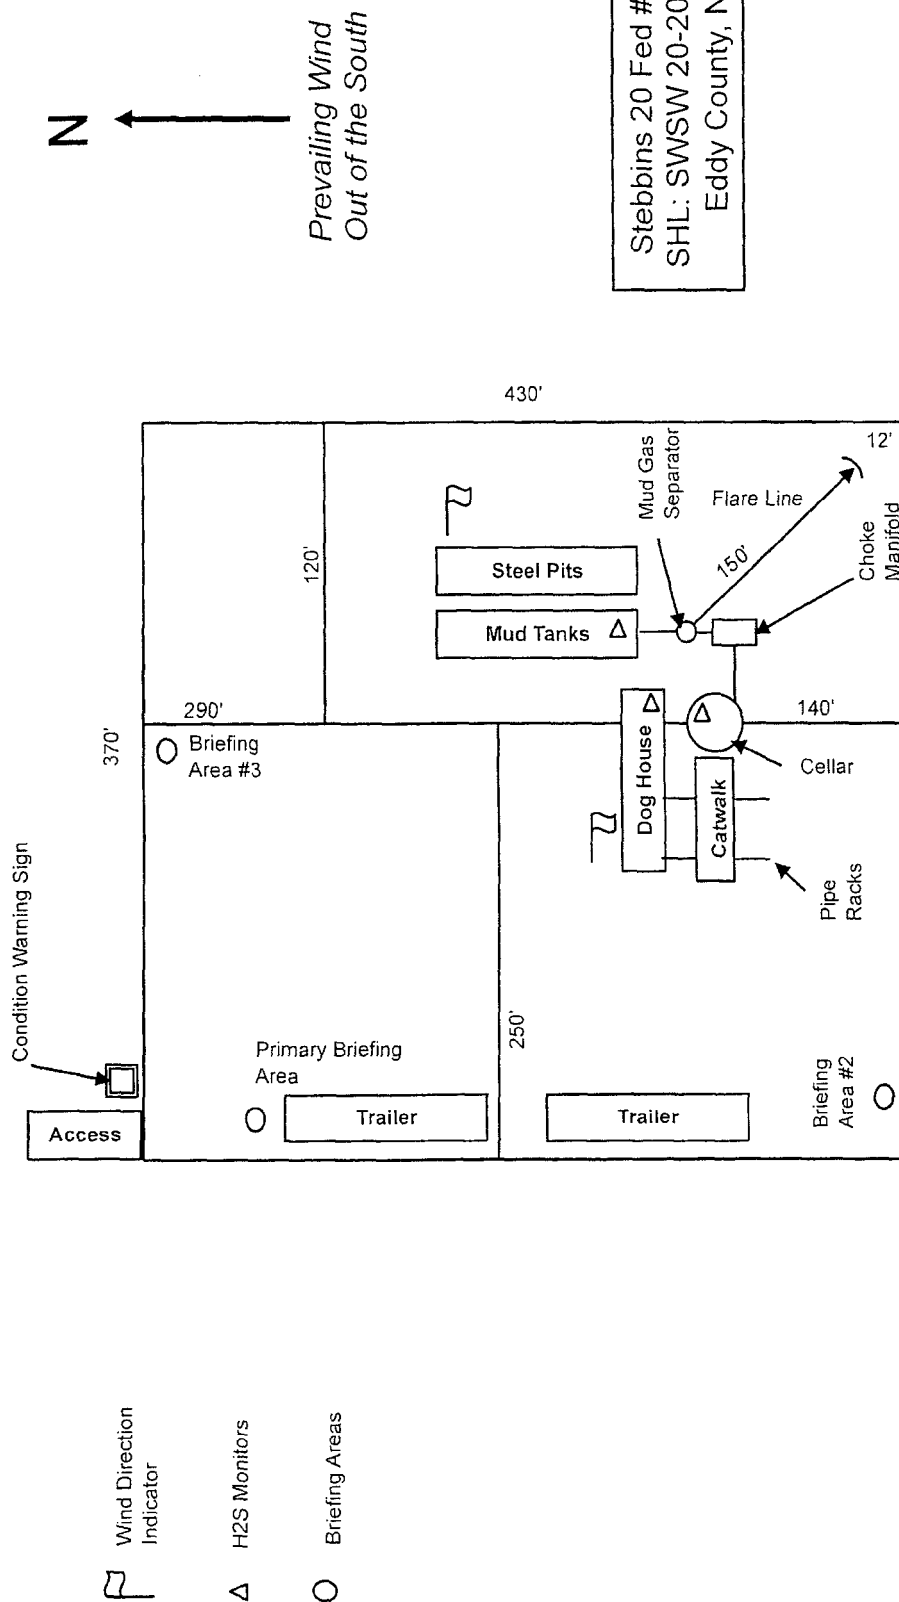 N
Prevailing Wind
Out of the South
Stebbins 20 Fed #
SHL: SWSW 20-20
Eddy County, N
430'
120'
370'
290'
Briefing
Area #3
Steel Pits
Mud Tanks
Mud Gas
Separator
Flare Line
150'
12'
Choke
Manifold
140'
Cellar
Dog House
Catwalk
Pipe
Racks
Condition Warning Sign
Access
Primary Briefing
Area
Trailer
250'
Trailer
Briefing
Area #2
Wind Direction
Indicator
H2S Monitors
Briefing Areas